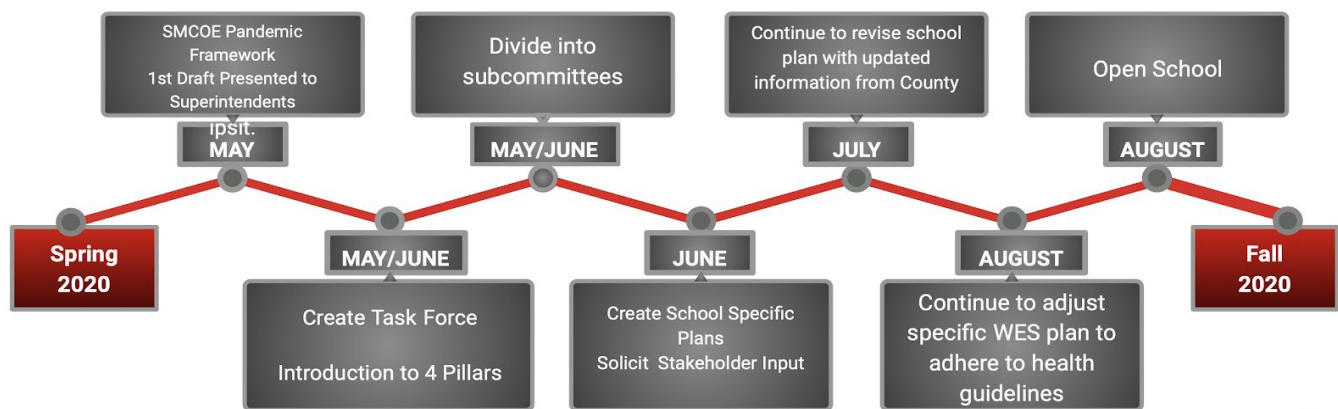 Spring
2020
SMCOE Pandemic
Framework
1st Draft Presented to
Superintendents
ipsit.
MAY
MAY/JUNE
Create Task Force
Introduction to 4 Pillars
Divide into
subcommittees
MAY/JUNE
JUNE
Create School Specific
Plans
Solicit Stakeholder Input
Continue to revise school
plan with updated
information from County
JULY
AUGUST
Continue to adjust
specific WES plan to
adhere to health
guidelines
Open School
AUGUST
Fall
2020